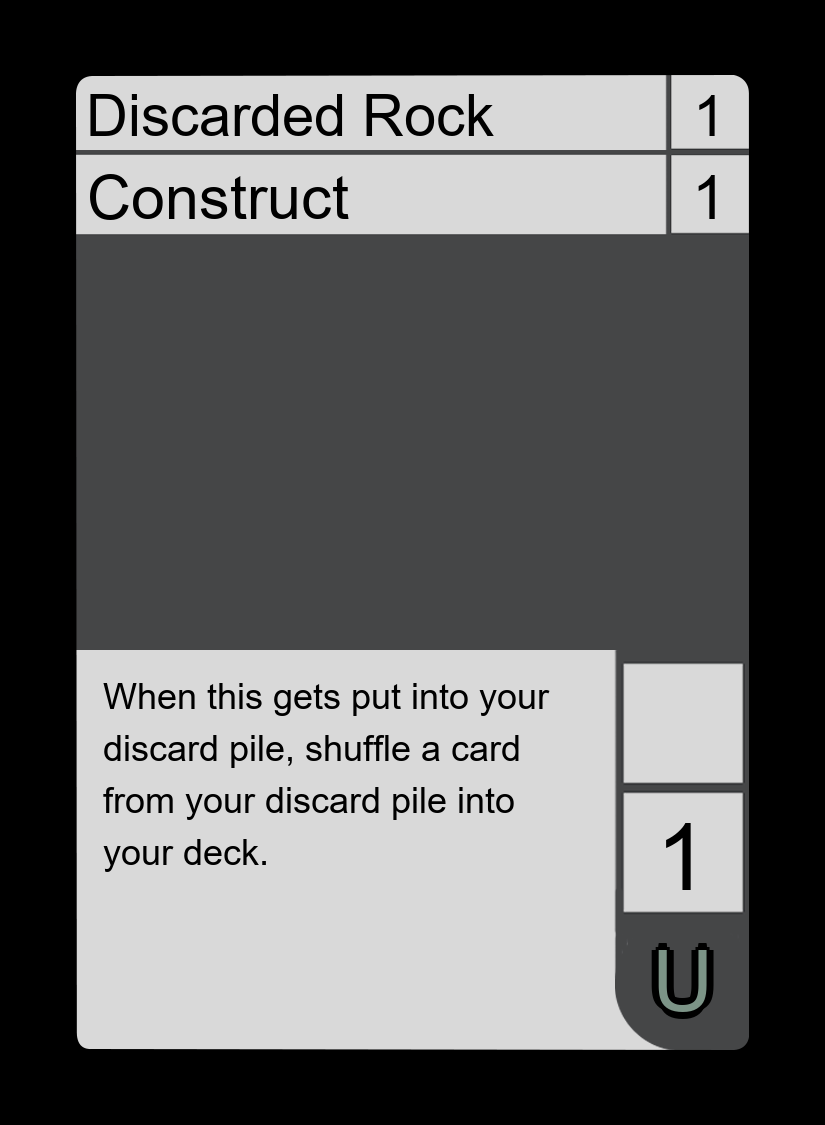 Discarded Rock 1
Construct 1
When this gets put into your
discard pile, shuffle a card
from your discard pile into
your deck.
1
U